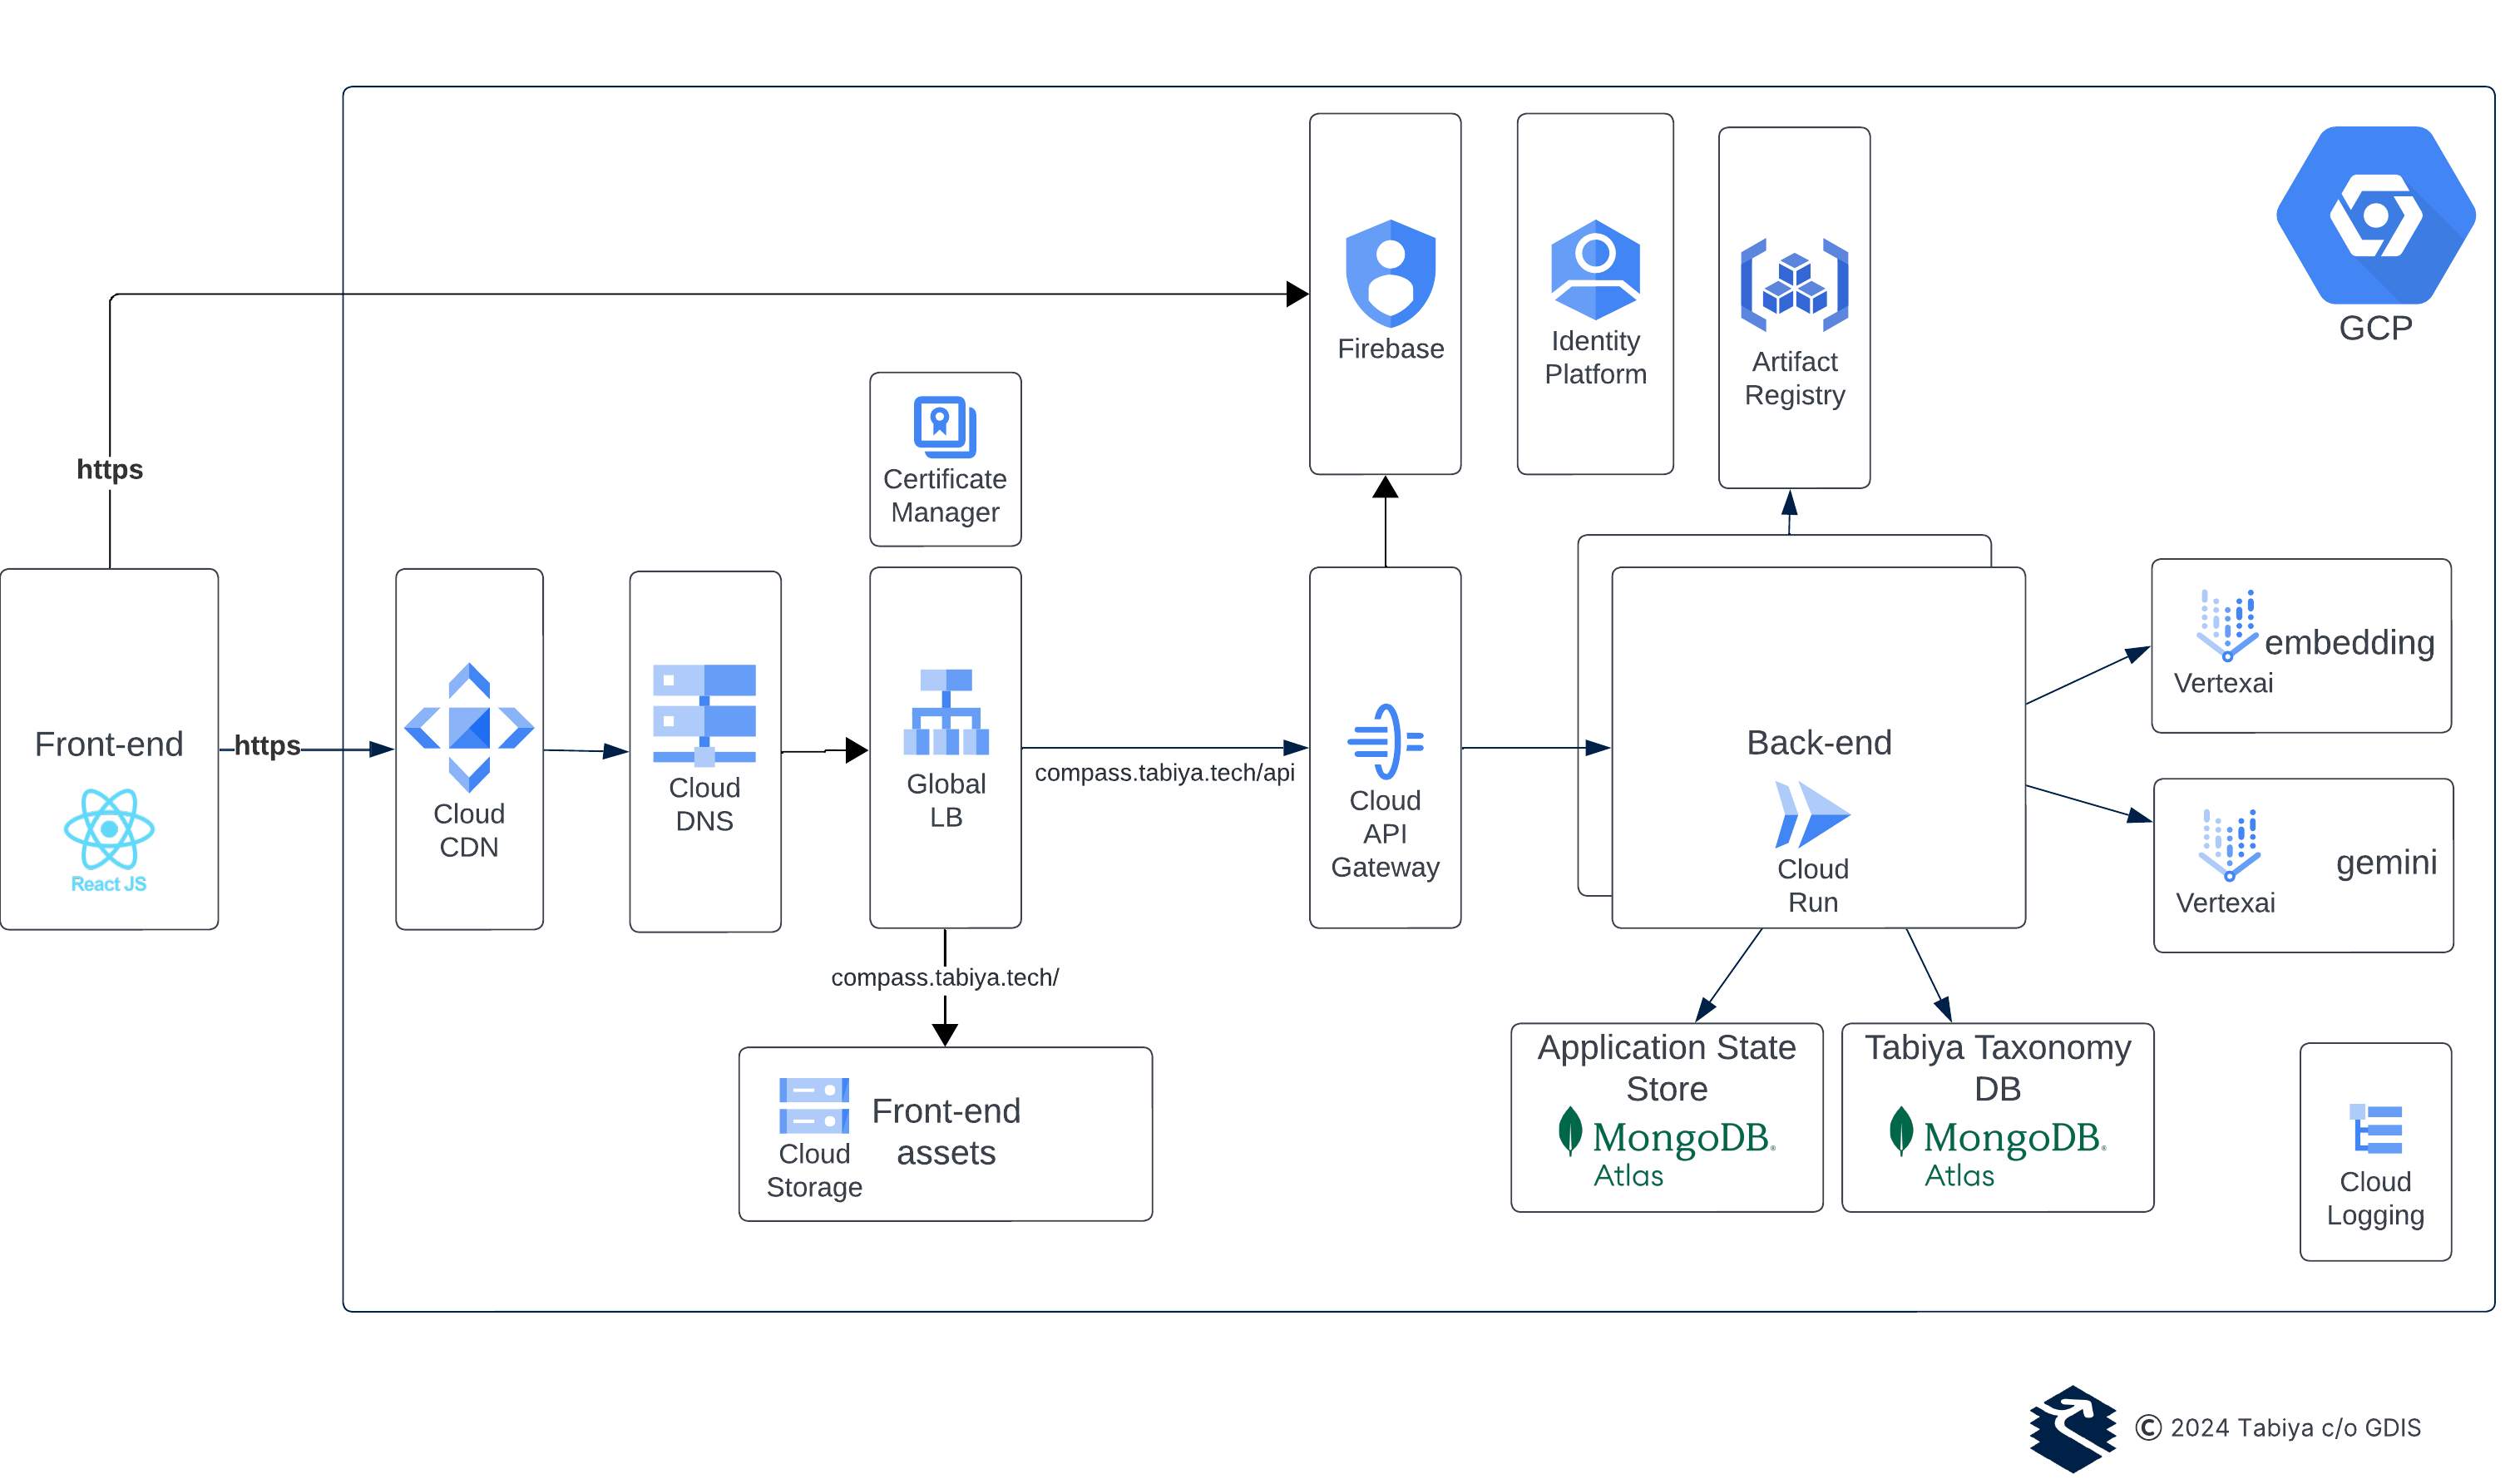 Firebase
Identity
Platform
Artifact
Registry
GCP
https
Certificate
Manager
Front-end
React JS
https
Cloud
CDN
Cloud
DNS
Global
LB
compass.tabiya.tech/api
Cloud
API
Gateway
Back-end
Cloud
Run
embedding
Vertexai
gemini
Vertexai
compass.tabiya.tech/
Front-end
assets
Cloud
Storage
Application State
Store
MongoDB®
Atlas
Tabiya Taxonomy
DB
MongoDB®
Atlas
Cloud
Logging
© 2024 Tabiya c/o GDIS